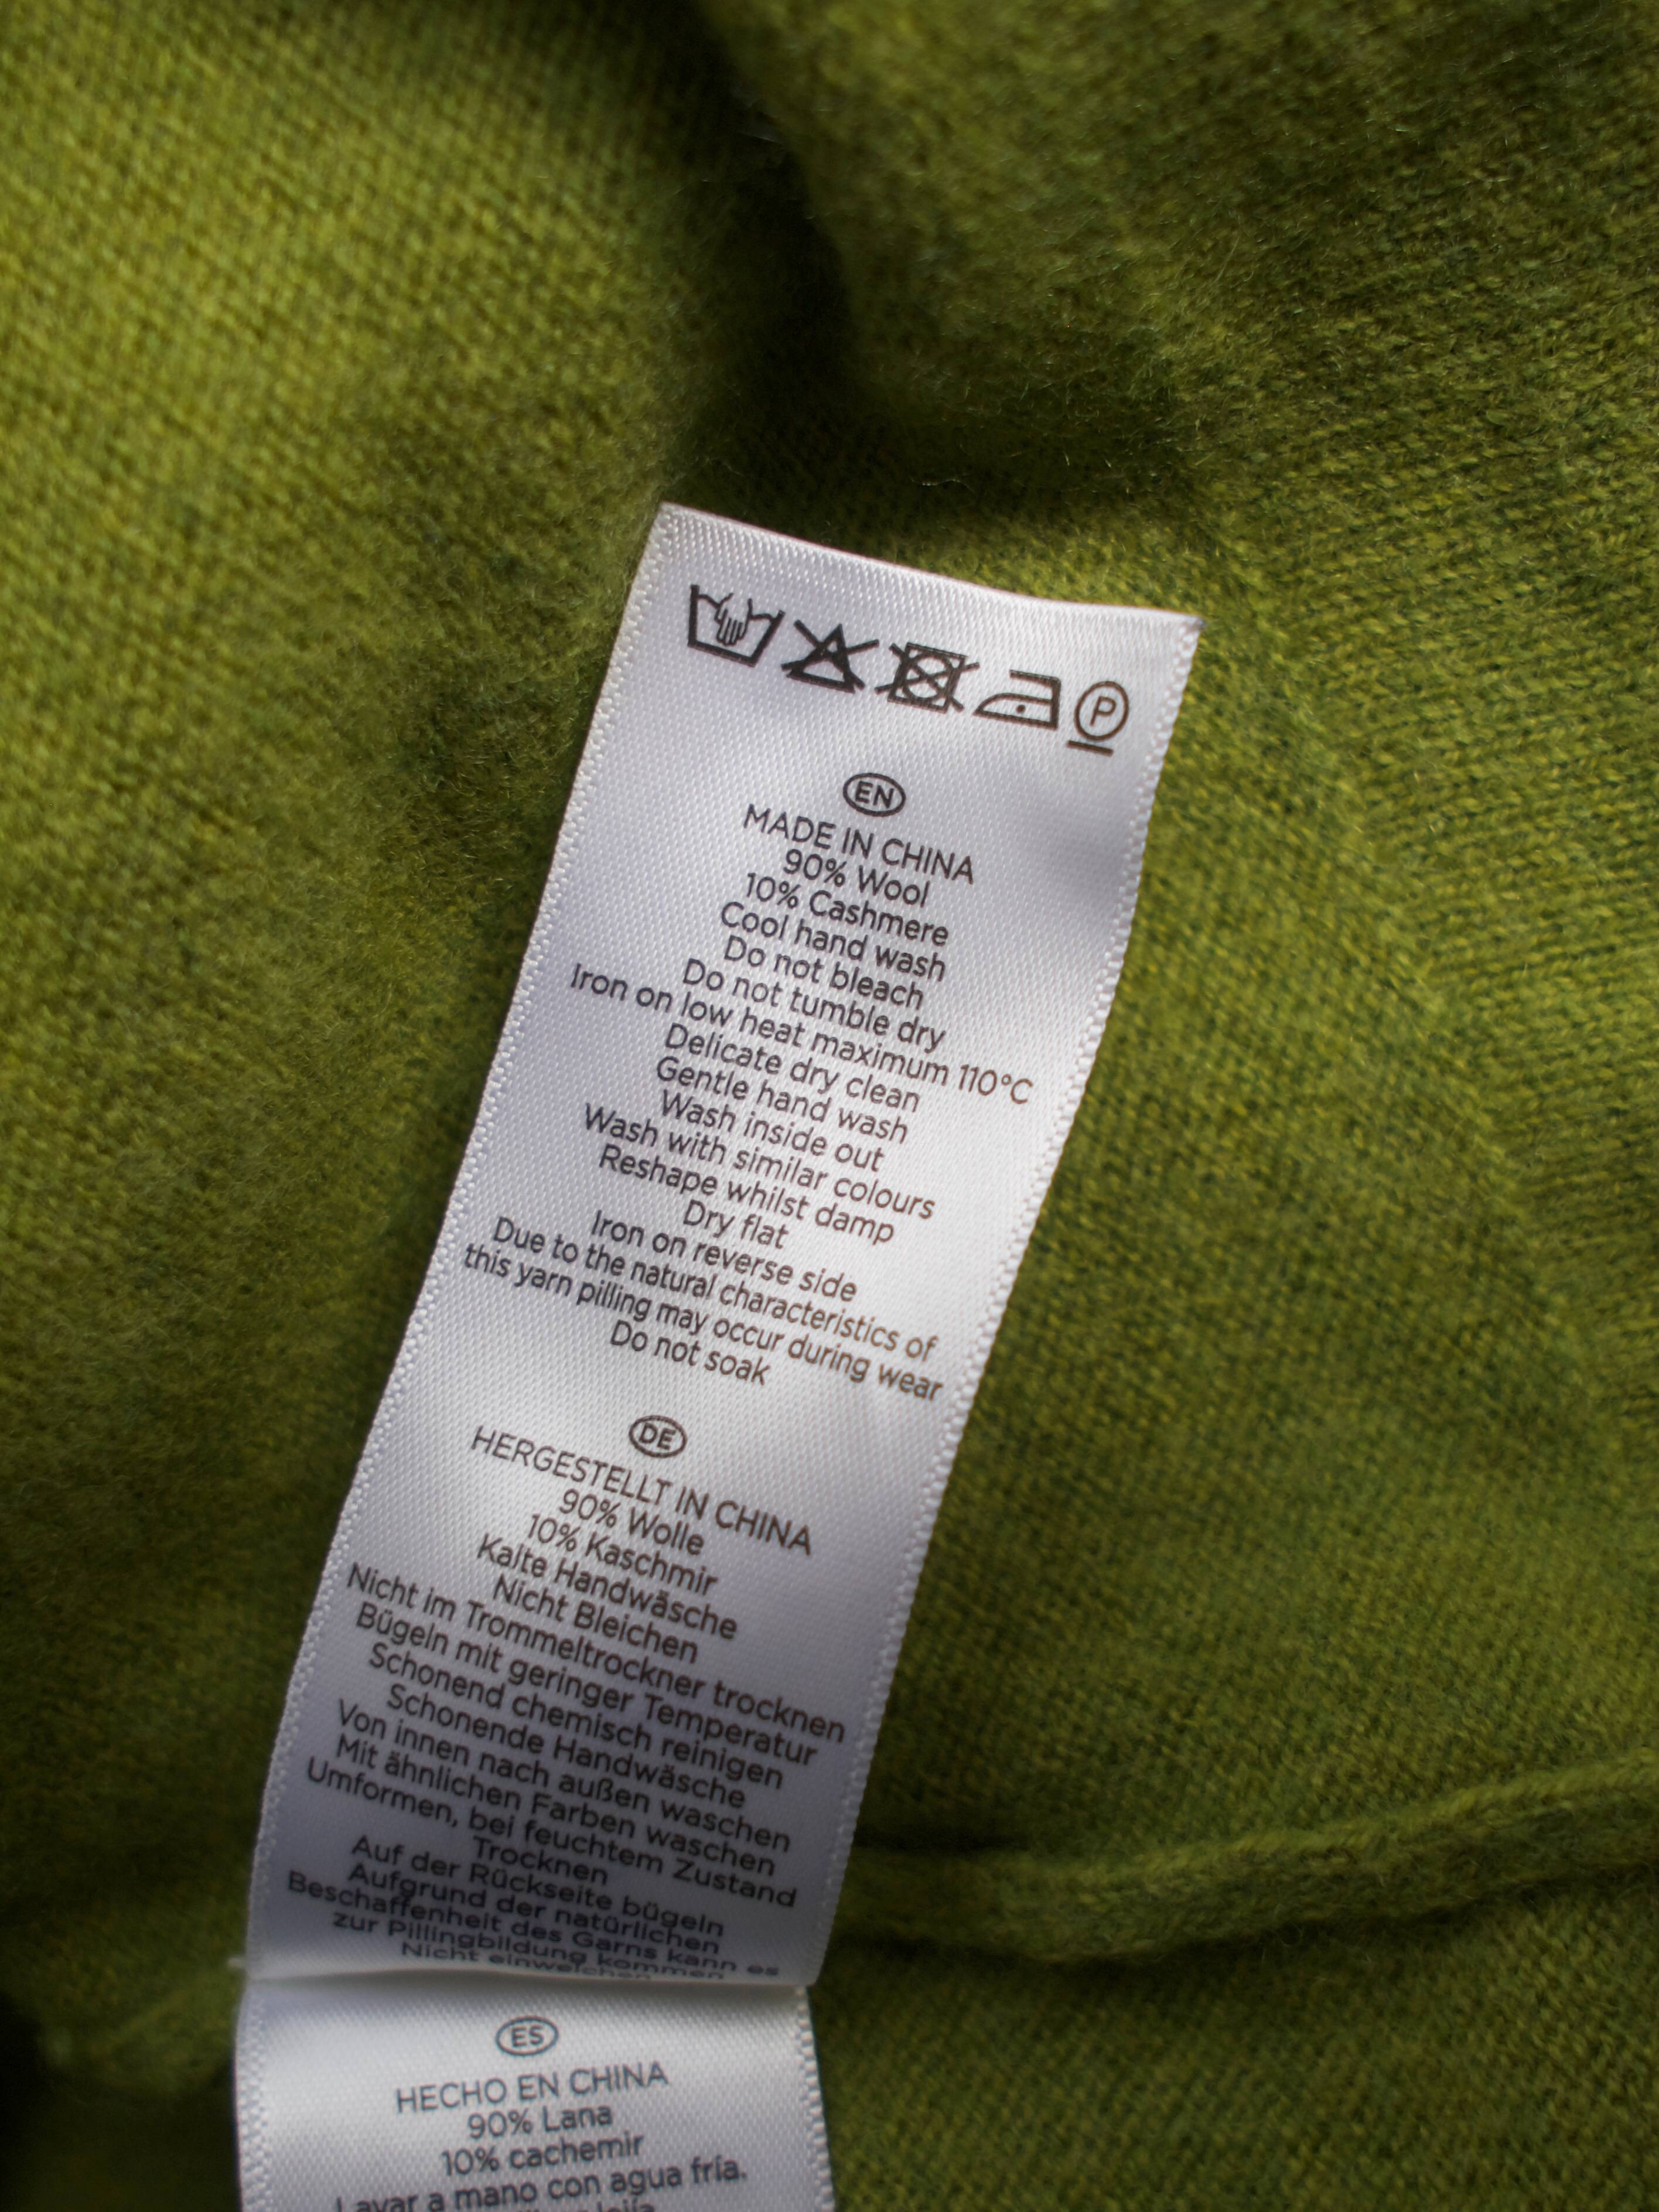 P
EN
MADE IN CHINA
90% Wool
10% Cashmere
Cool hand wash
Do not bleach
Do not tumble dry
Iron on low heat maximum 110°C
Delicate dry clean
Gentle hand wash
Wash inside out
Wash with similar colours
Reshape whilst damp
Dry flat
Iron on reverse side
Due to the natural characteristics of
this yarn pilling may occur during wear
Do not soak
DE
HERGESTELLT IN CHINA
90% Wolle
10% Kaschmir
Kalte Handwäsche
Nicht Bleichen
Nicht im Trommeltrockner trocknen
Bügeln mit geringer Temperatur
Schonend chemisch reinigen
Schonende Handwäsche
Von innen nach außen waschen
Mit ähnlichen Farben waschen
Umformen, bei feuchtem Zustand
Trocknen
Auf der Rückseite bügeln
Aufgrund der natürlichen
Beschaffenheit des Garns kann es
zur Pillingbildung kommen
Nicht einweichen
ES
HECHO EN CHINA
90% Lana
10% cachemir
Lavar a mano con agua fría.
lejía